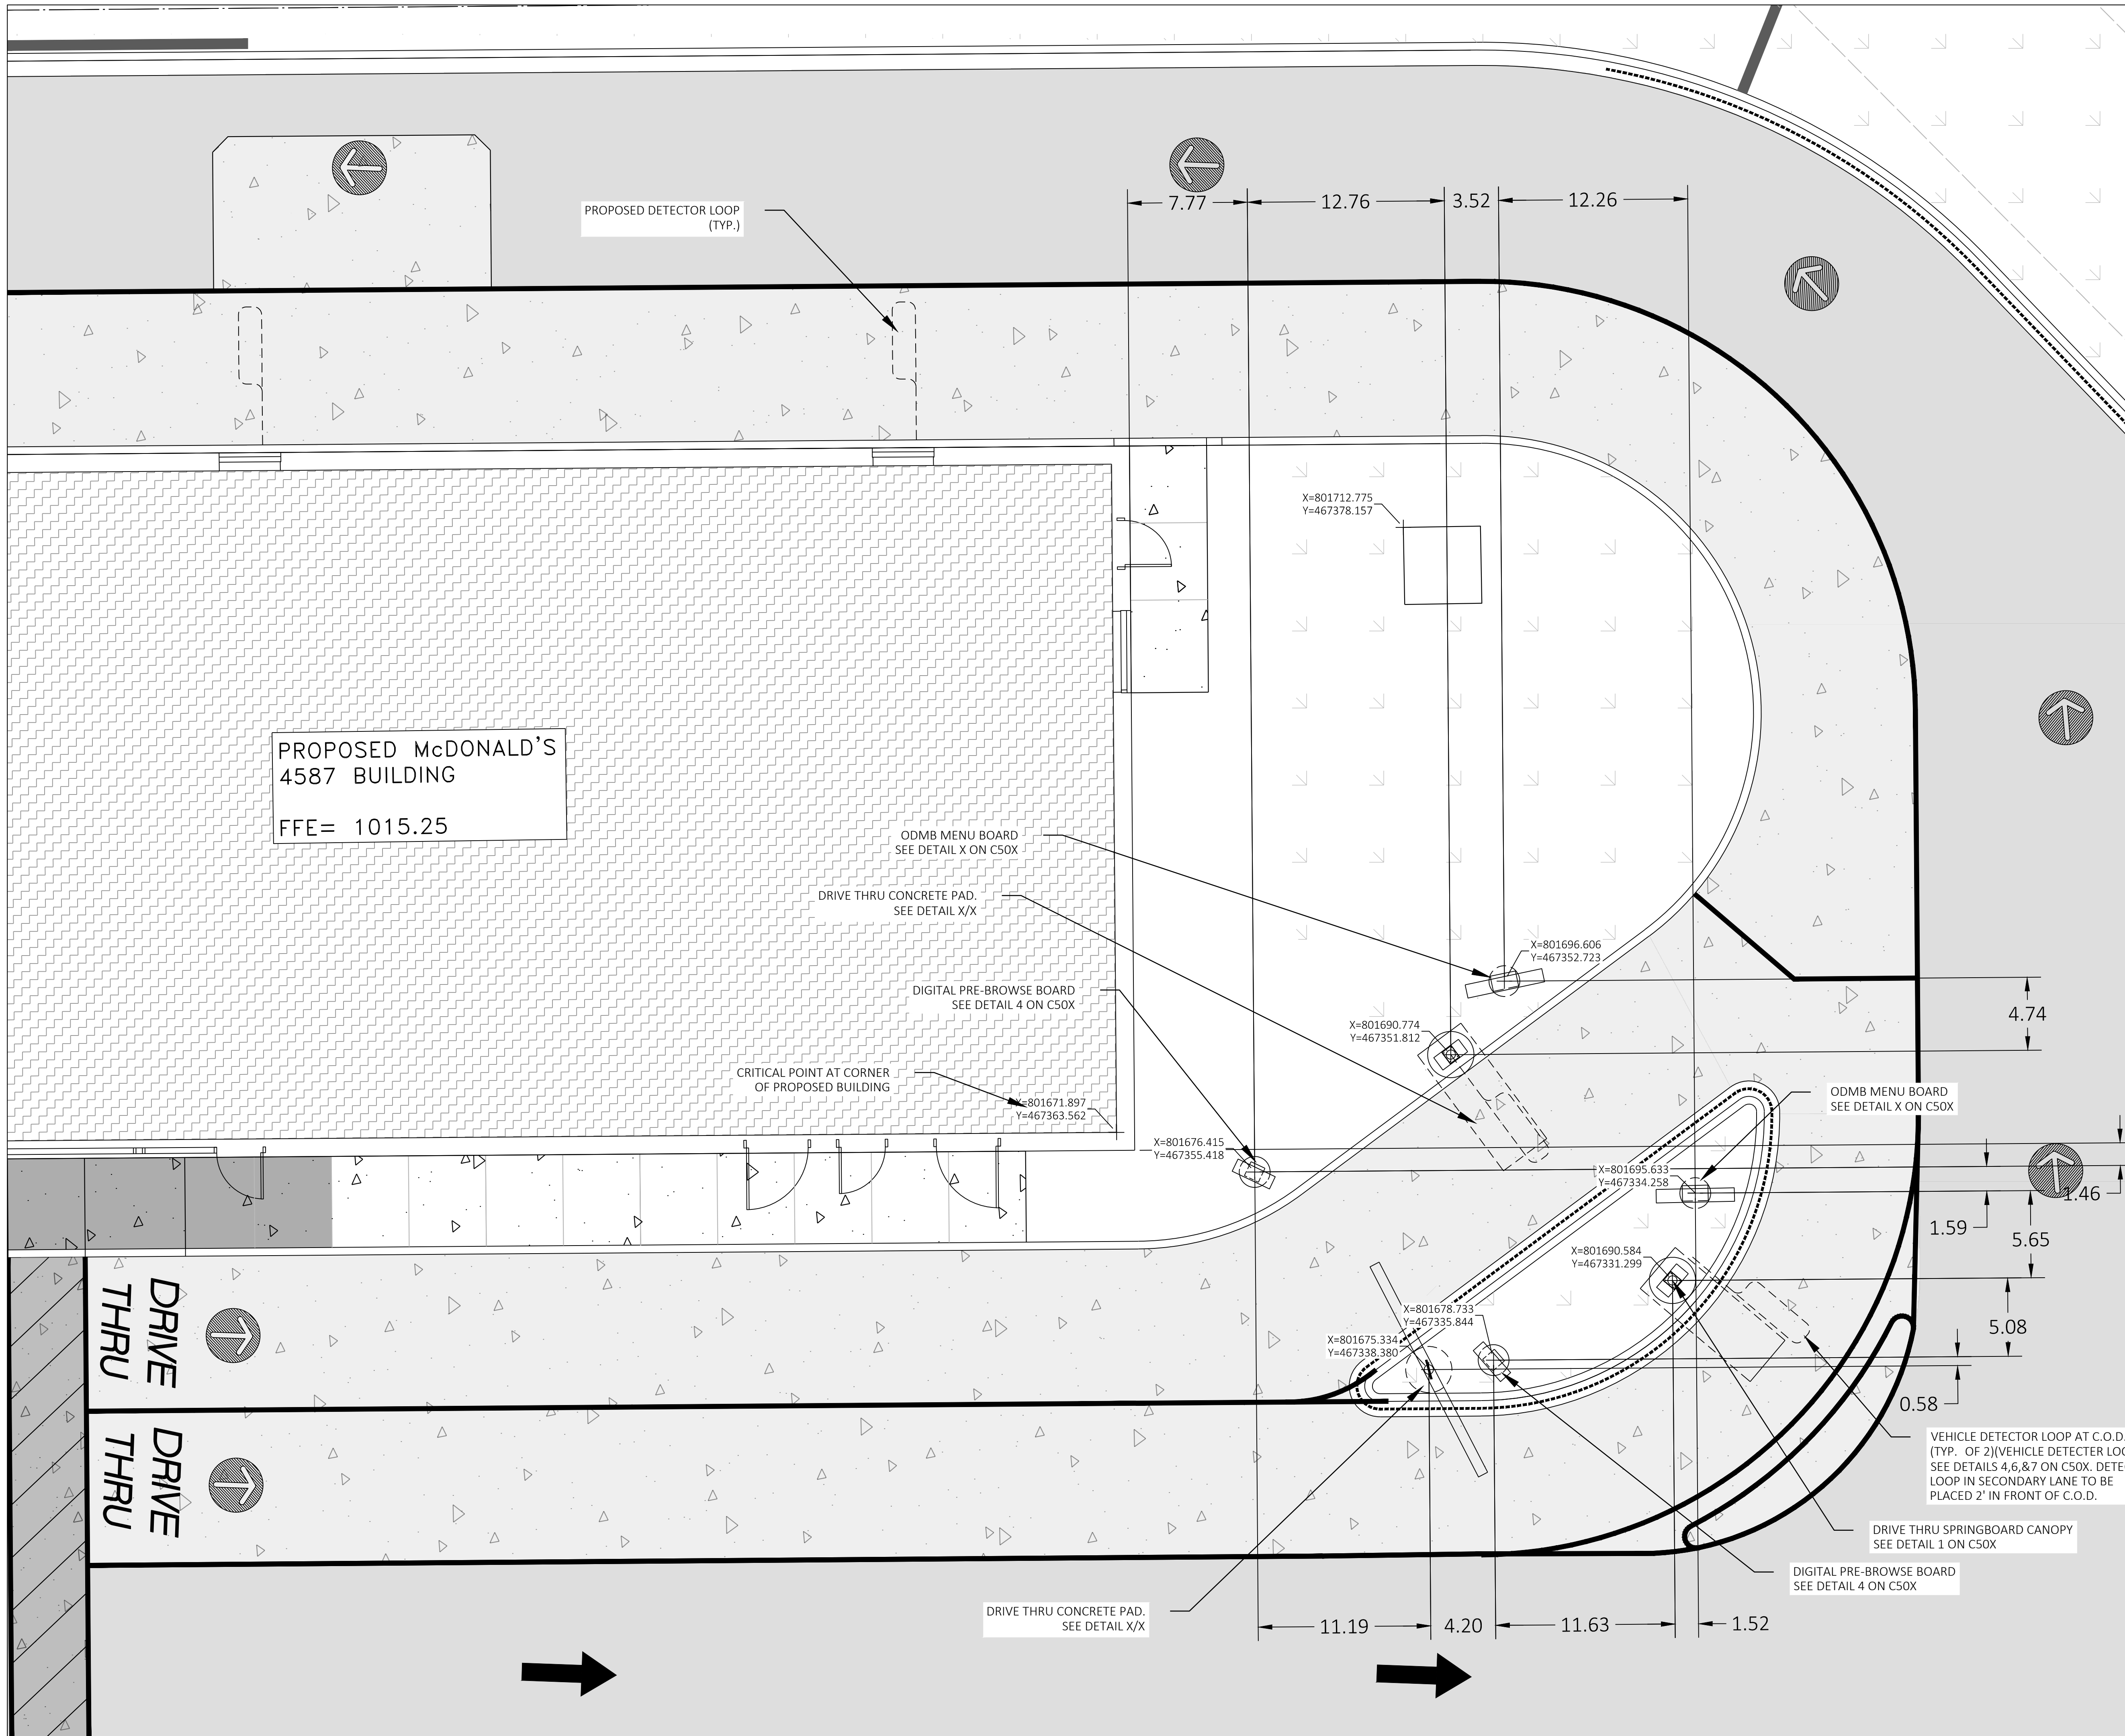 7.77
12.76
3.52
12.26
PROPOSED DETECTOR LOOP
(TYP.)
X=801712.775
Y=467378.157
PROPOSED McDONALD'S
4587 BUILDING
FFE= 1015.25
ODMB MENU BOARD
SEE DETAIL X ON C50X
DRIVE THRU CONCRETE PAD.
SEE DETAIL X/X
X=801696.606
Y=467352.723
DIGITAL PRE-BROWSE BOARD
SEE DETAIL 4 ON C50X
4.74
X=801690.774
Y=467351.812
CRITICAL POINT AT CORNER
OF PROPOSED BUILDING
X=801671.897
Y=467363.562
ODMB MENU BOARD
SEE DETAIL X ON C50X
X=801676.415
Y=467355.418
X=801695.633
Y=467334.258
1.46
1.59
5.65
X=801690.584
Y=467331.299
DRIVE
THRU
X=801678.733
Y=467335.844
5.08
X=801675.334
Y=467338.380
0.58
DRIVE
THRU
VEHICLE DETECTOR LOOP AT C.O.D.
(TYP. OF 2)(VEHICLE DETECTER LOO
SEE DETAILS 4,6,&7 ON C50X. DETE
LOOP IN SECONDARY LANE TO BE
PLACED 2' IN FRONT OF C.O.D.
DRIVE THRU SPRINGBOARD CANOPY
SEE DETAIL 1 ON C50X
DIGITAL PRE-BROWSE BOARD
SEE DETAIL 4 ON C50X
DRIVE THRU CONCRETE PAD.
SEE DETAIL X/X
11.19
4.20
11.63
1.52